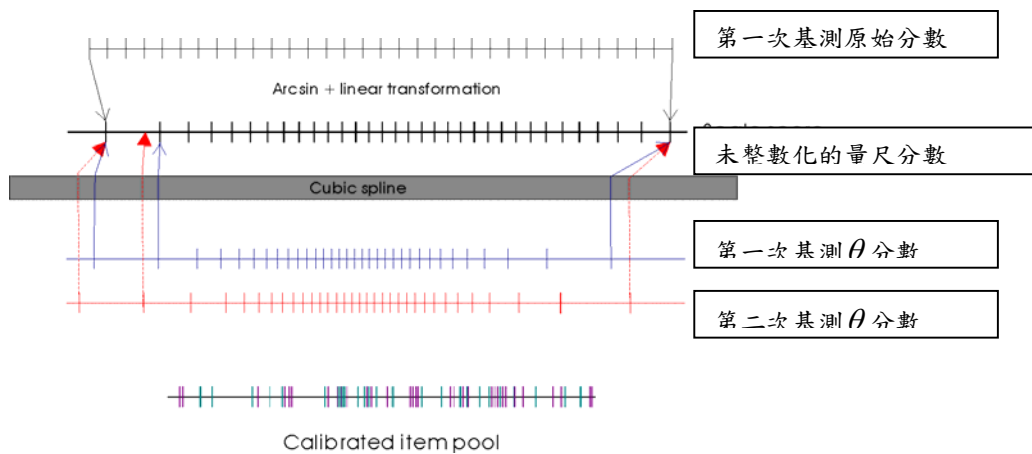 第一次基測原始分數
Arcsin + linear transformation
未整數化的量尺分數
Cubic spline
第一次基測θ分數
第二次基測θ分數
Calibrated item pool